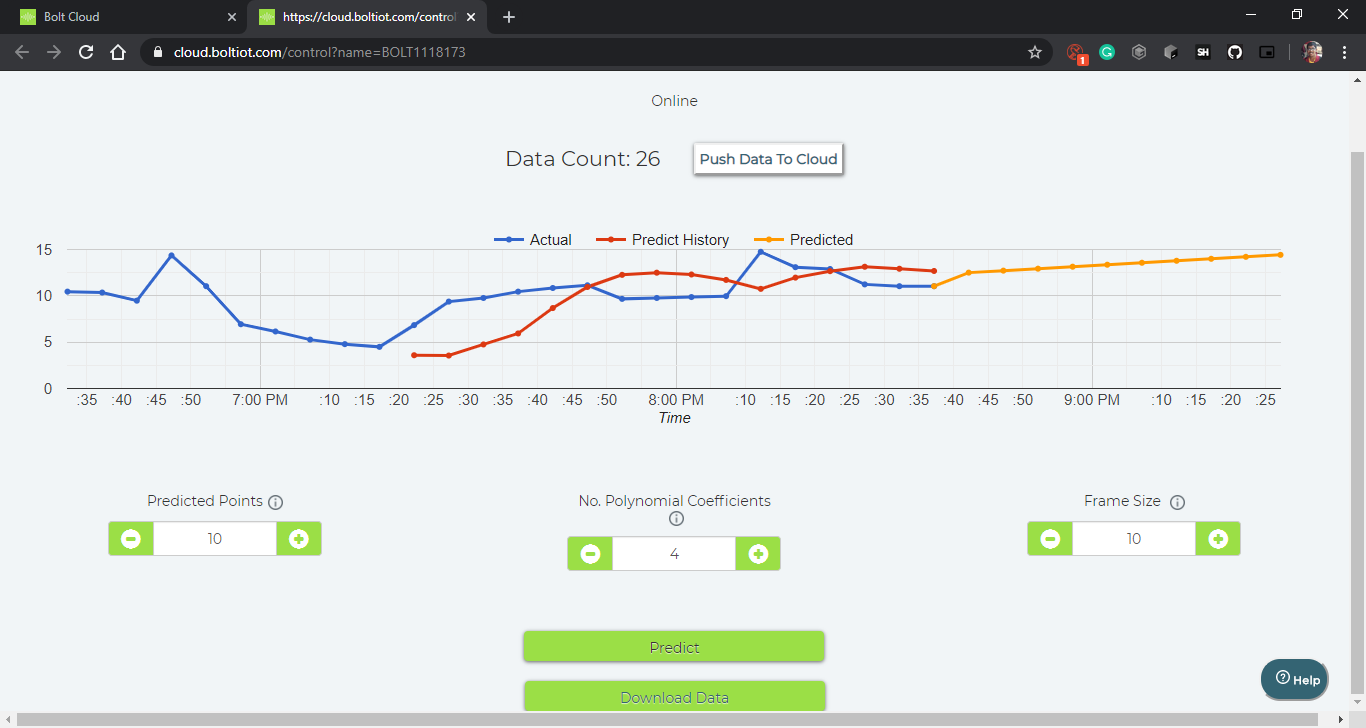 Bolt Cloud
https://cloud.boltiot.com/control
cloud.boltiot.com/control?name=BOLT1118173
1
SH
Online
Data Count: 26
Push Data To Cloud
Actual Predict History Predicted
15
10
5
0
:35 :40 :45 :50 7:00 PM :10 :15 :20 :25 :30 :35 :40 :45 :50 8:00 PM :10 :15 :20 :25 :30 :35 :40 :45 :50 9:00 PM :10 :15 :20 :25
Time
Predicted Points
No. Polynomial Coefficients
Frame Size
10
4
10
Predict
Download Data
Help